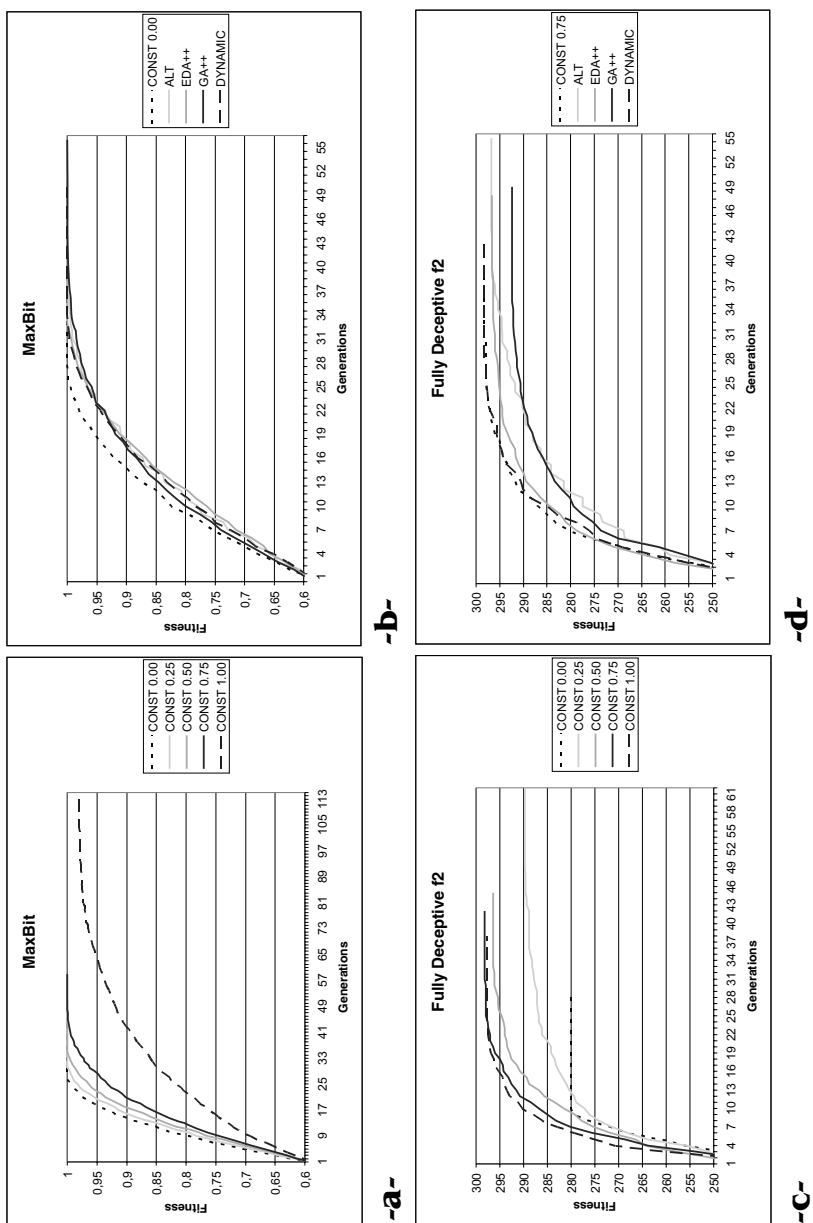 MaxBit
Fitness
1
0,95
0,9
0,85
0,8
0,75
0,7
0,65
0,6
1 9 17 25 33 41 49 57 65 73 81 89 97 105 113
Generations
CONST 0.00
CONST 0.25
CONST 0.50
CONST 0.75
CONST 1.00
-a-
MaxBit
Fitness
1
0,95
0,9
0,85
0,8
0,75
0,7
0,65
0,6
1 4 7 10 13 16 19 22 25 28 31 34 37 40 43 46 49 52 55
Generations
CONST 0.00
ALT
EDA++
GA++
DYNAMIC
-b-
Fully Deceptive f2
Fitness
300
295
290
285
280
275
270
265
260
255
250
1 4 7 10 13 16 19 22 25 28 31 34 37 40 43 46 49 52 55 58 61
Generations
CONST 0.00
CONST 0.25
CONST 0.50
CONST 0.75
CONST 1.00
-c-
Fully Deceptive f2
Fitness
300
295
290
285
280
275
270
265
260
255
250
1 4 7 10 13 16 19 22 25 28 31 34 37 40 43 46 49 52 55
Generations
CONST 0.75
ALT
EDA++
GA++
DYNAMIC
-d-